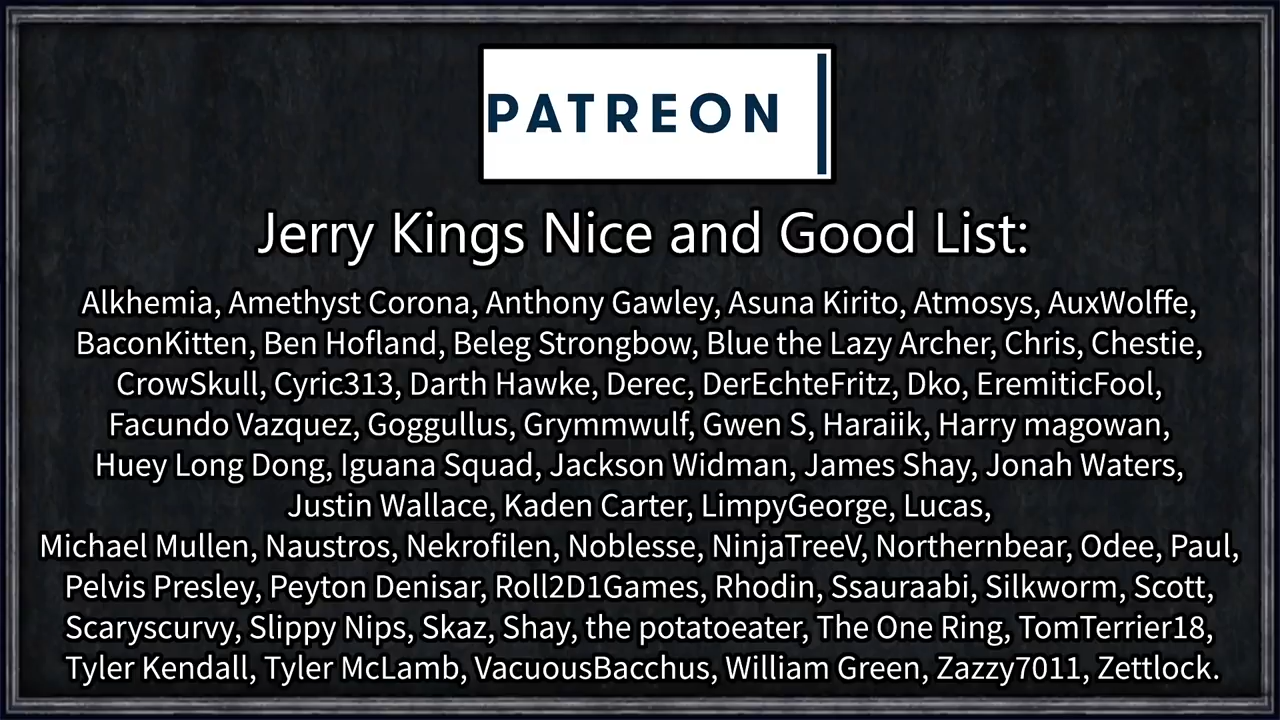 PATREON
Jerry Kings Nice and Good List:
Alkhemia, Amethyst Corona, Anthony Gawley, Asuna Kirito, Atmosys, AuxWolffe,
BaconKitten, Ben Hofland, Beleg Strongbow, Blue the Lazy Archer, Chris, Chestie,
CrowSkull, Cyric313, Darth Hawke, Derec, DerEchteFritz, Dko, EremiticFool,
Facundo Vazquez, Goggullus, Grymmwulf, Gwen S, Haraiik, Harry magowan,
Huey Long Dong, Iguana Squad, Jackson Widman, James Shay, Jonah Waters,
Justin Wallace, Kaden Carter, LimpyGeorge, Lucas,
Michael Mullen, Naustros, Nekrofilen, Noblesse, NinjaTreeV, Northernbear, Odee, Paul,
Pelvis Presley, Peyton Denisar, Roll2D1Games, Rhodin, Ssauraabi, Silkworm, Scott,
Scaryscurvy, Slippy Nips, Skaz, Shay, the potatoeater, The One Ring, TomTerrier18,
Tyler Kendall, Tyler McLamb, VacuousBacchus, William Green, Zazzy7011, Zettlock.